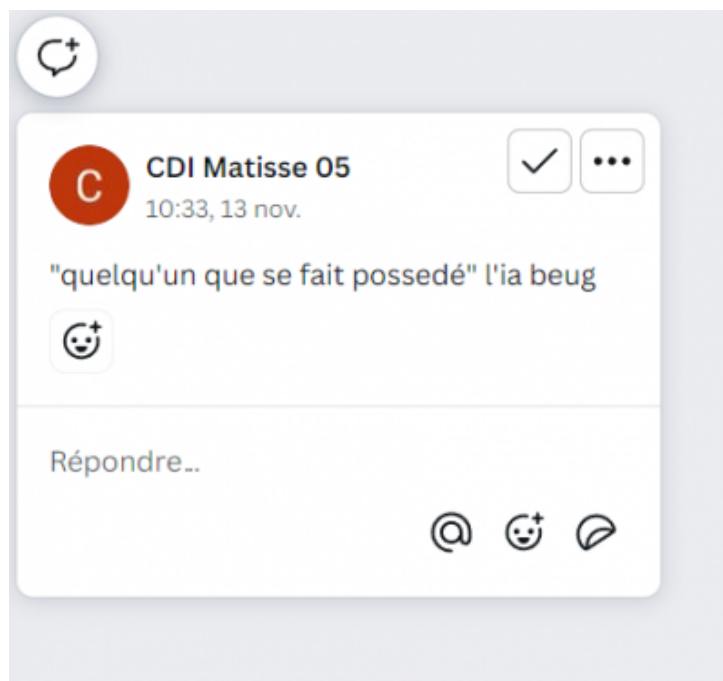 C
CDI Matisse 05
10:33, 13 nov.
"quelqu'un que se fait possedé" l'ia beug
Répondre...